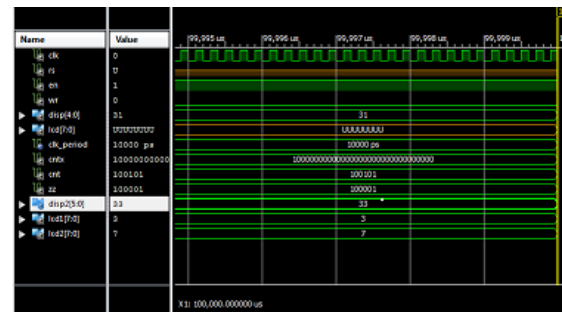 Name Value 99,995 us 99,996 us 99,997 us 99,998 us 99,999 us
clk 0
rs U
en 1
wr 0
disp[4:0] 31 31
lcd[7:0] UUUUUUUU UUUUUUUU
clk_period 10000 ps 10000 ps
cntx 10000000000
cnt 100101 100101
zz 100001 100001
disp2[5:0] 33 33
lcd1[7:0] 3 3
lcd2[7:0] 7 7
X1: 100,000.000000 us